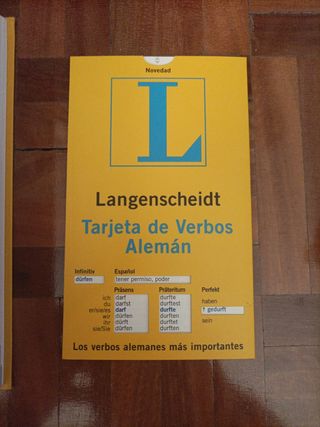 Novedad
L
Langenscheidt
Tarjeta de Verbos
Alemán
Infinitiv Español
dürfen tener permiso, poder
Präsens Präteritum Perfekt
ich darf durfte haben
du darfst durftest
er/sie/es darf durfte † gedurft
wir dürfen durften
ihr dürft durftet sein
sie/Sie dürfen durften
Los verbos alemanes más importantes